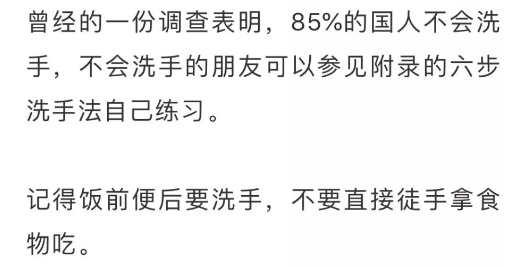 曾经的一份调查表明，85%的国人不会洗
手，不会洗手的朋友可以参见附录的六步
洗手法自己练习。
记得饭前便后要洗手，不要直接徒手拿食
物吃。